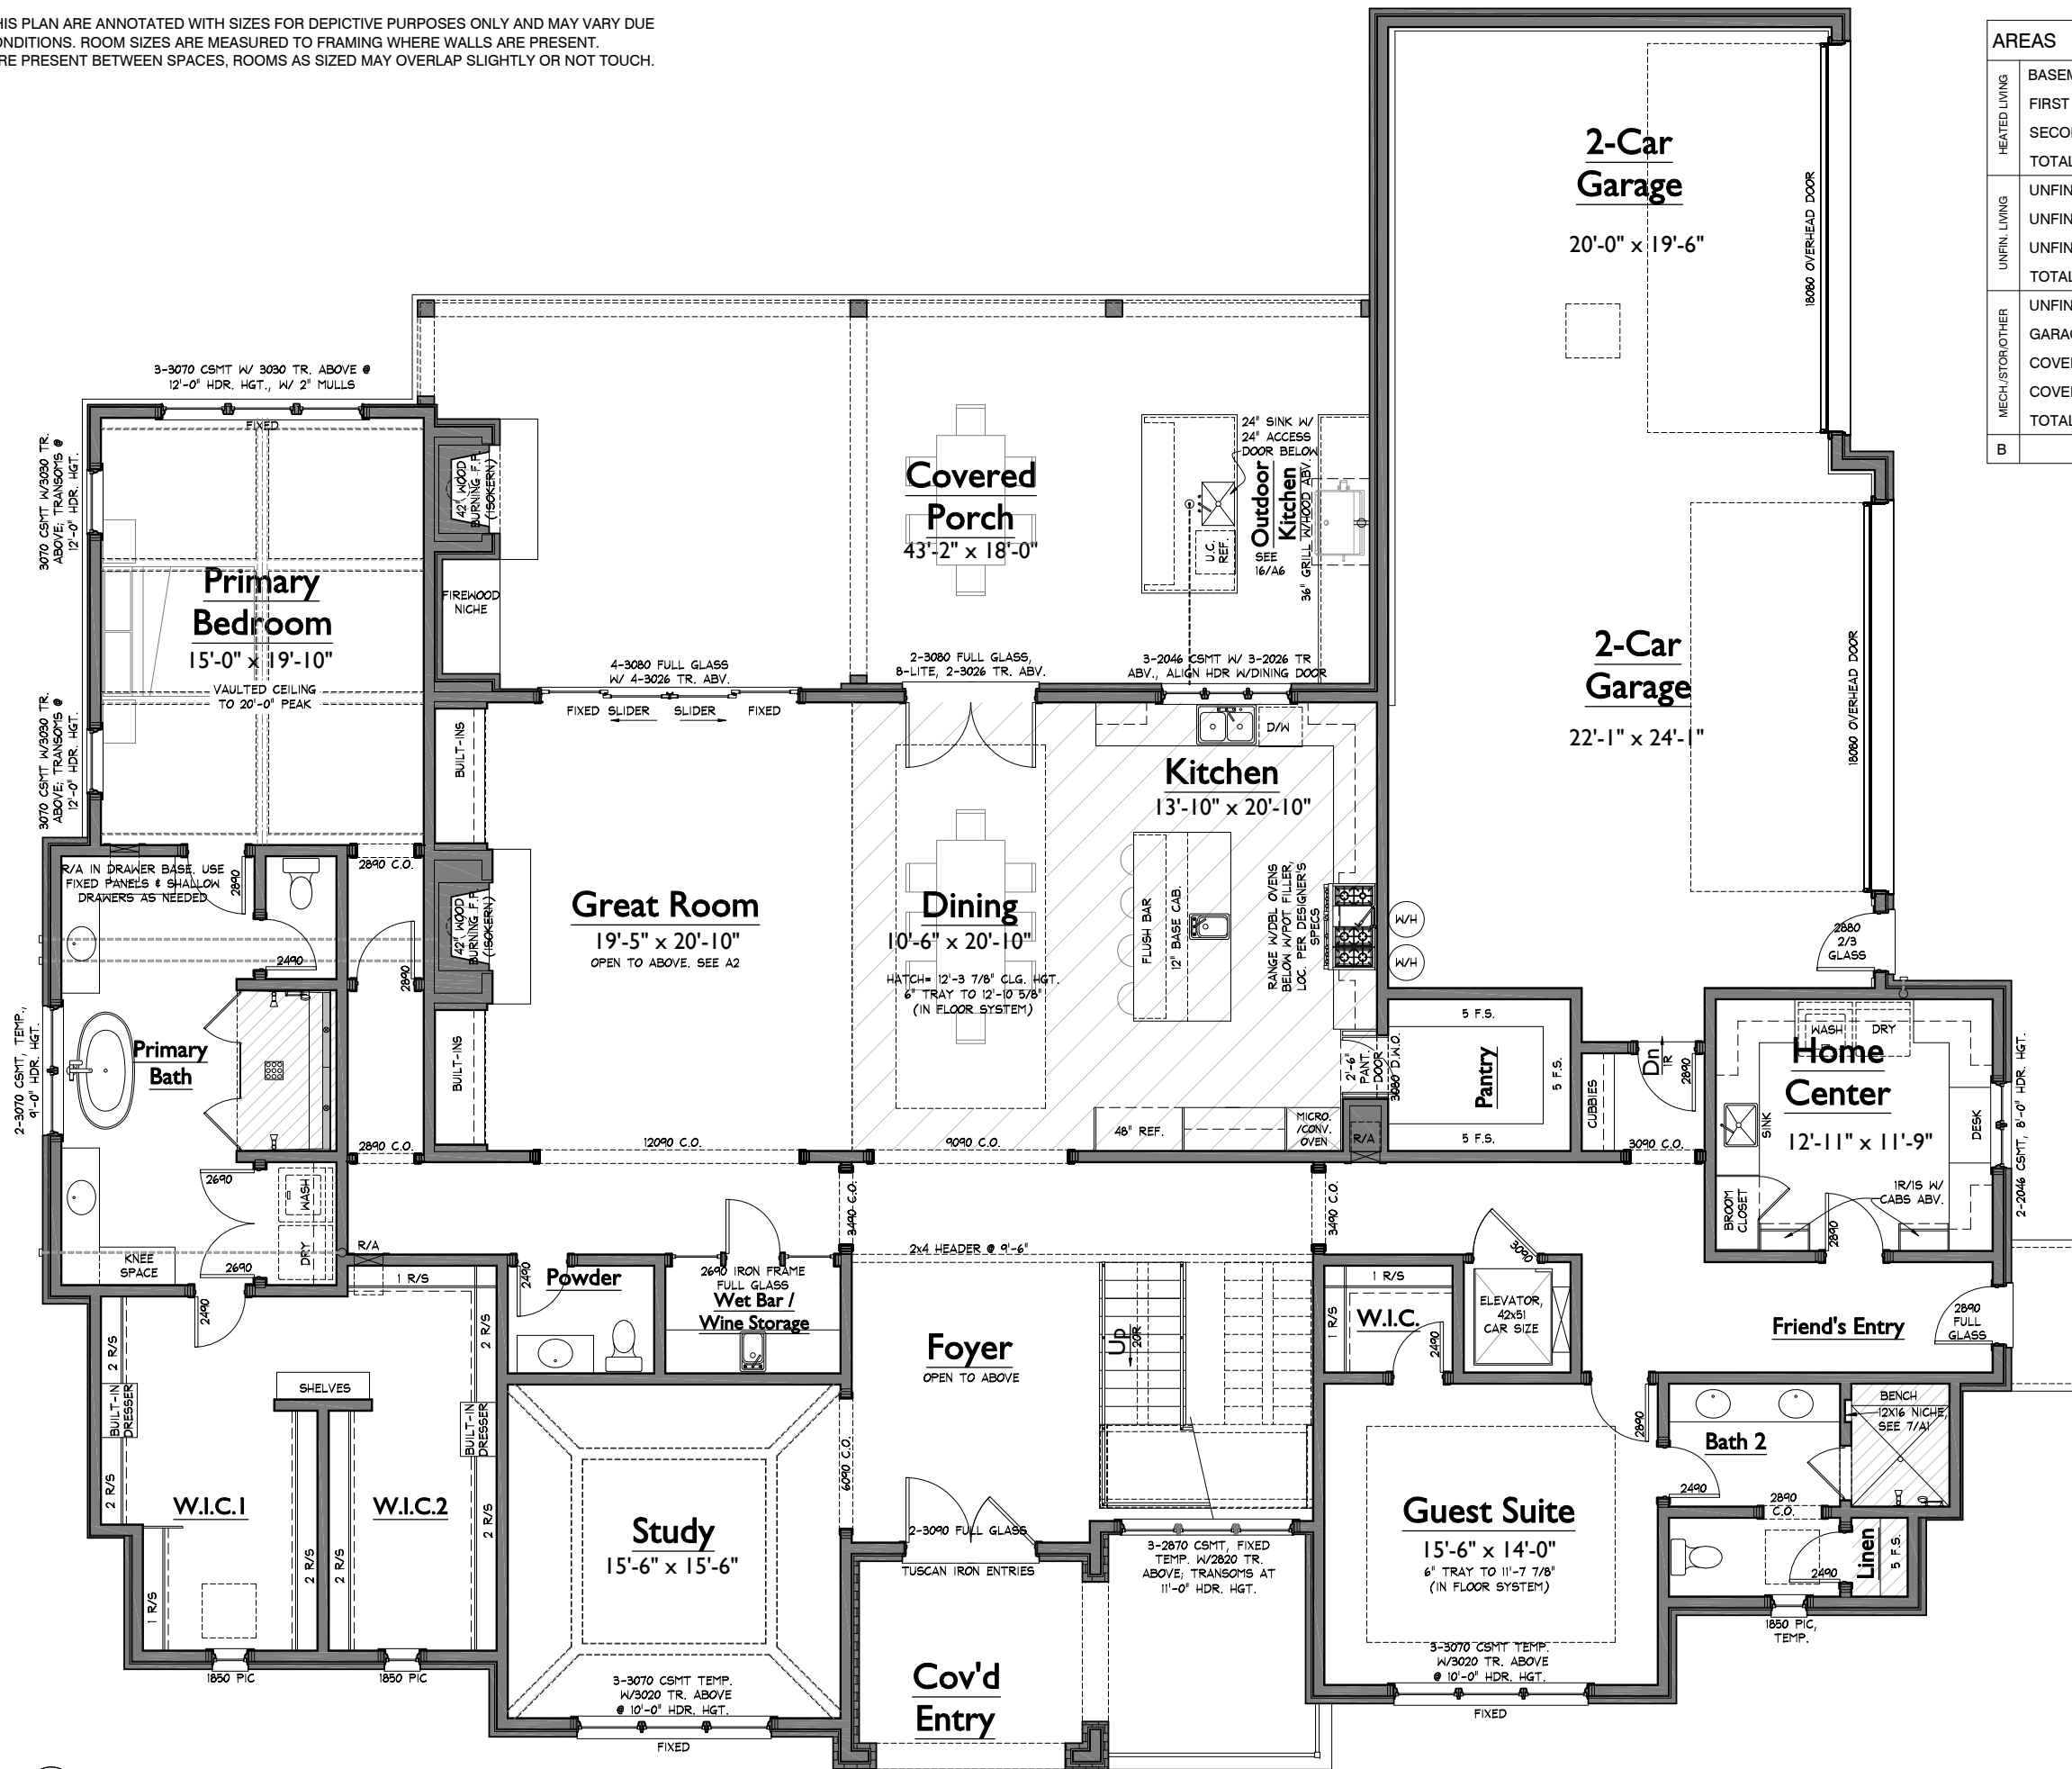 HIS PLAN ARE ANNOTATED WITH SIZES FOR DEPICTIVE PURPOSES ONLY AND MAY VARY DUE
ONDITIONS. ROOM SIZES ARE MEASURED TO FRAMING WHERE WALLS ARE PRESENT.
RE PRESENT BETWEEN SPACES, ROOMS AS SIZED MAY OVERLAP SLIGHTLY OR NOT TOUCH.
AREAS
HEATED LIVING
BASEM
FIRST
SECON
TOTAL
UNFIN. LIVING
UNFIN
UNFIN
UNFIN
TOTAL
MECH./STOR/OTHER
UNFIN
GARAG
COVER
COVER
TOTAL
B
2-Car
Garage
20'-0" x 19'-6"
18080 OVERHEAD DOOR
2-Car
Garage
22'-1" x 24'-1"
18080 OVERHEAD DOOR
2880
2/3
GLASS
W/H
W/H
3-3070 CSMT W/ 3030 TR. ABOVE @
12'-0" HDR. HGT., W/ 2" MULLS
FIXED
3070 CSMT W/3030 TR.
ABOVE; TRANSOMS @
12'-0" HDR. HGT.
3070 CSMT W/3030 TR.
ABOVE; TRANSOMS @
12'-0" HDR. HGT.
Primary
Bedroom
15'-0" x 19'-10"
VAULTED CEILING
TO 20'-0" PEAK
42" WOOD
BURNING F.P.
(ISOKERN)
FIREWOOD
NICHE
Covered
Porch
43'-2" x 18'-0"
24" SINK W/
24" ACCESS
DOOR BELOW
Outdoor
Kitchen
SEE
16/A6
U.C.
REF.
36" GRILL W/HOOD ABV.
4-3080 FULL GLASS
W/ 4-3026 TR. ABV.
2-3080 FULL GLASS,
8-LITE, 2-3026 TR. ABV.
3-2046 CSMT W/ 3-2026 TR
ABV., ALIGN HDR W/DINING DOOR
FIXED
SLIDER
SLIDER
FIXED
BUILT-INS
42" WOOD
BURNING F.P.
(ISOKERN)
BUILT-INS
Great Room
19'-5" x 20'-10"
OPEN TO ABOVE. SEE A2
Dining
10'-6" x 20'-10"
HATCH= 12'-3 7/8" CLG. HGT.
6" TRAY TO 12'-10 5/8"
(IN FLOOR SYSTEM)
Kitchen
13'-10" x 20'-10"
D/W
FLUSH BAR
12" BASE CAB.
RANGE W/DBL OVENS
BELOW W/POT FILLER,
LOC. PER DESIGNER'S
SPECS
48" REF.
MICRO.
/CONV.
OVEN
2'-6"
PANT.
DOOR
3080 D.W.O.
R/A
Pantry
5 F.S.
5 F.S.
5 F.S.
CUBBIES
Dn
1R
2890
3090 C.O.
Home
Center
12'-11" x 11'-9"
WASH
DRY
SINK
DESK
BROOM
CLOSET
1R/1S W/
CABS ABV.
2890
2-2046 CSMT, 8'-0" HDR. HGT.
R/A IN DRAWER BASE. USE
FIXED PANELS & SHALLOW
DRAWERS AS NEEDED
2890
2490
2890 C.O.
2890
2890 C.O.
2-3070 CSMT, TEMP.,
9'-0" HDR. HGT.
Primary
Bath
2690
2690
WASH
DRY
KNEE
SPACE
R/A
12090 C.O.
9090 C.O.
3490 C.O.
3490 C.O.
2x4 HEADER @ 9'-6"
2490
1 R/S
2 R/S
2 R/S
BUILT-IN
DRESSER
SHELVES
BUILT-IN
DRESSER
2 R/S
2 R/S
1 R/S
2 R/S
2 R/S
W.I.C.1
W.I.C.2
1850 PIC
1850 PIC
Powder
2490
2690 IRON FRAME
FULL GLASS
Wet Bar /
Wine Storage
Study
15'-6" x 15'-6"
3-3070 CSMT TEMP.
W/3020 TR. ABOVE
@ 10'-0" HDR. HGT.
FIXED
6090 C.O.
Foyer
OPEN TO ABOVE
Up
20R
2-3090 FULL GLASS
TUSCAN IRON ENTRIES
Cov'd
Entry
3-2870 CSMT, FIXED
TEMP. W/2820 TR.
ABOVE; TRANSOMS AT
11'-0" HDR. HGT.
1 R/S
1 R/S
W.I.C.
2490
3090
ELEVATOR,
42x51
CAR SIZE
Friend's Entry
2890
FULL
GLASS
2890
Guest Suite
15'-6" x 14'-0"
6" TRAY TO 11'-7 7/8"
(IN FLOOR SYSTEM)
3-3070 CSMT TEMP.
W/3020 TR. ABOVE
@ 10'-0" HDR. HGT.
FIXED
Bath 2
BENCH
12X16 NICHE,
SEE 7/A1
2490
2890
C.O.
2490
Linen
5 F.S.
1850 PIC,
TEMP.